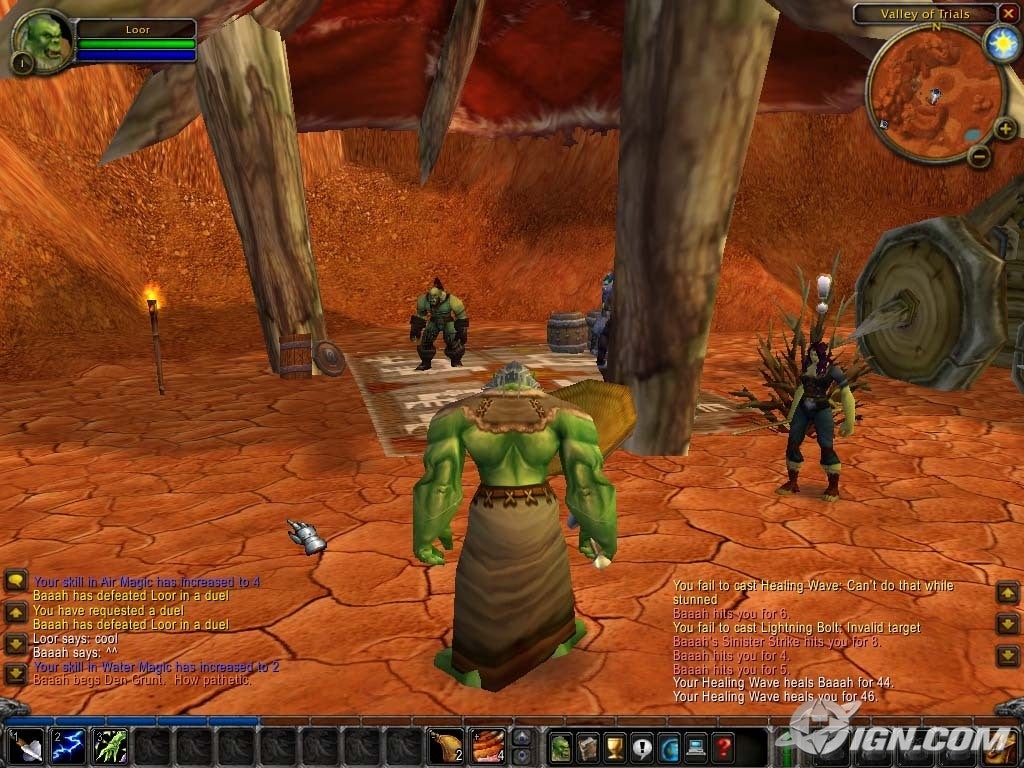 Loor
1
Valley of Trials
N
Your skill in Air Magic has increased to 4
Baaah has defeated Loor in a duel
You have requested a duel
Baaah has defeated Loor in a duel
Loor says: cool
Baaah says: ^^
Your skill in Water Magic has increased to 2
Baaah begs Den Grunt.  How pathetic.
You fail to cast Healing Wave: Can't do that while
stunned
Baaah hits you for 6.
You fail to cast Lightning Bolt: Invalid target
Baaah's Sinister Strike hits you for 8.
Baaah hits you for 4.
Baaah hits you for 5.
Your Healing Wave heals Baaah for 44.
Your Healing Wave heals you for 46.
1 2 3 2 4
IGN.COM